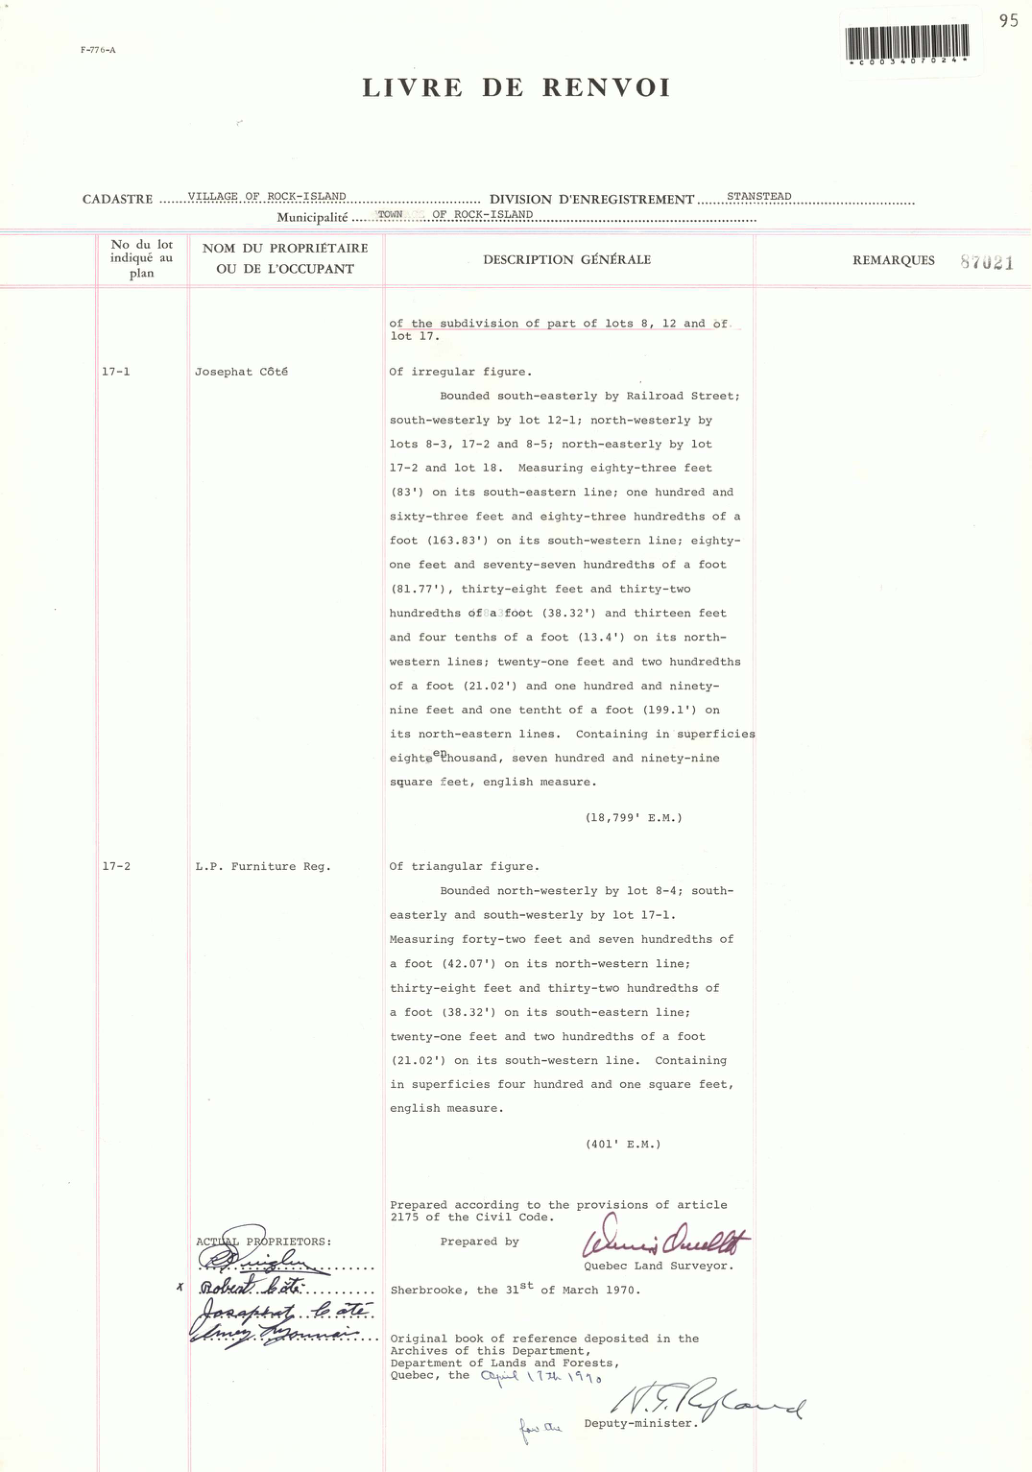 95
F-776-A
*C003407024*
LIVRE DE RENVOI
CADASTRE VILLAGE OF ROCK-ISLAND DIVISION D'ENREGISTREMENT STANSTEAD
Municipalité TOWN OF ROCK-ISLAND
No du lot indiqué au plan
NOM DU PROPRIÉTAIRE OU DE L'OCCUPANT
DESCRIPTION GÉNÉRALE
REMARQUES 87021
of the subdivision of part of lots 8, 12 and of
lot 17.
17-1 Josephat Côté Of irregular figure.
Bounded south-easterly by Railroad Street;
south-westerly by lot 12-1; north-westerly by
lots 8-3, 17-2 and 8-5; north-easterly by lot
17-2 and lot 18. Measuring eighty-three feet
(83') on its south-eastern line; one hundred and
sixty-three feet and eighty-three hundredths of a
foot (163.83') on its south-western line; eighty-
one feet and seventy-seven hundredths of a foot
(81.77'), thirty-eight feet and thirty-two
hundredths of a foot (38.32') and thirteen feet
and four tenths of a foot (13.4') on its north-
western lines; twenty-one feet and two hundredths
of a foot (21.02') and one hundred and ninety-
nine feet and one tentht of a foot (199.1') on
its north-eastern lines. Containing in superficies
eighteen thousand, seven hundred and ninety-nine
square feet, english measure.
(18,799' E.M.)
17-2 L.P. Furniture Reg. Of triangular figure.
Bounded north-westerly by lot 8-4; south-
easterly and south-westerly by lot 17-1.
Measuring forty-two feet and seven hundredths of
a foot (42.07') on its north-western line;
thirty-eight feet and thirty-two hundredths of
a foot (38.32') on its south-eastern line;
twenty-one feet and two hundredths of a foot
(21.02') on its south-western line. Containing
in superficies four hundred and one square feet,
english measure.
(401' E.M.)
Prepared according to the provisions of article
2175 of the Civil Code.
ACTUAL PROPRIETORS: Prepared by
Quebec Land Surveyor.
x Robert Côté
Sherbrooke, the 31st of March 1970.
Josaphat Côté
Original book of reference deposited in the
Archives of this Department,
Department of Lands and Forests,
Quebec, the April 17th 1970
for the Deputy-minister.